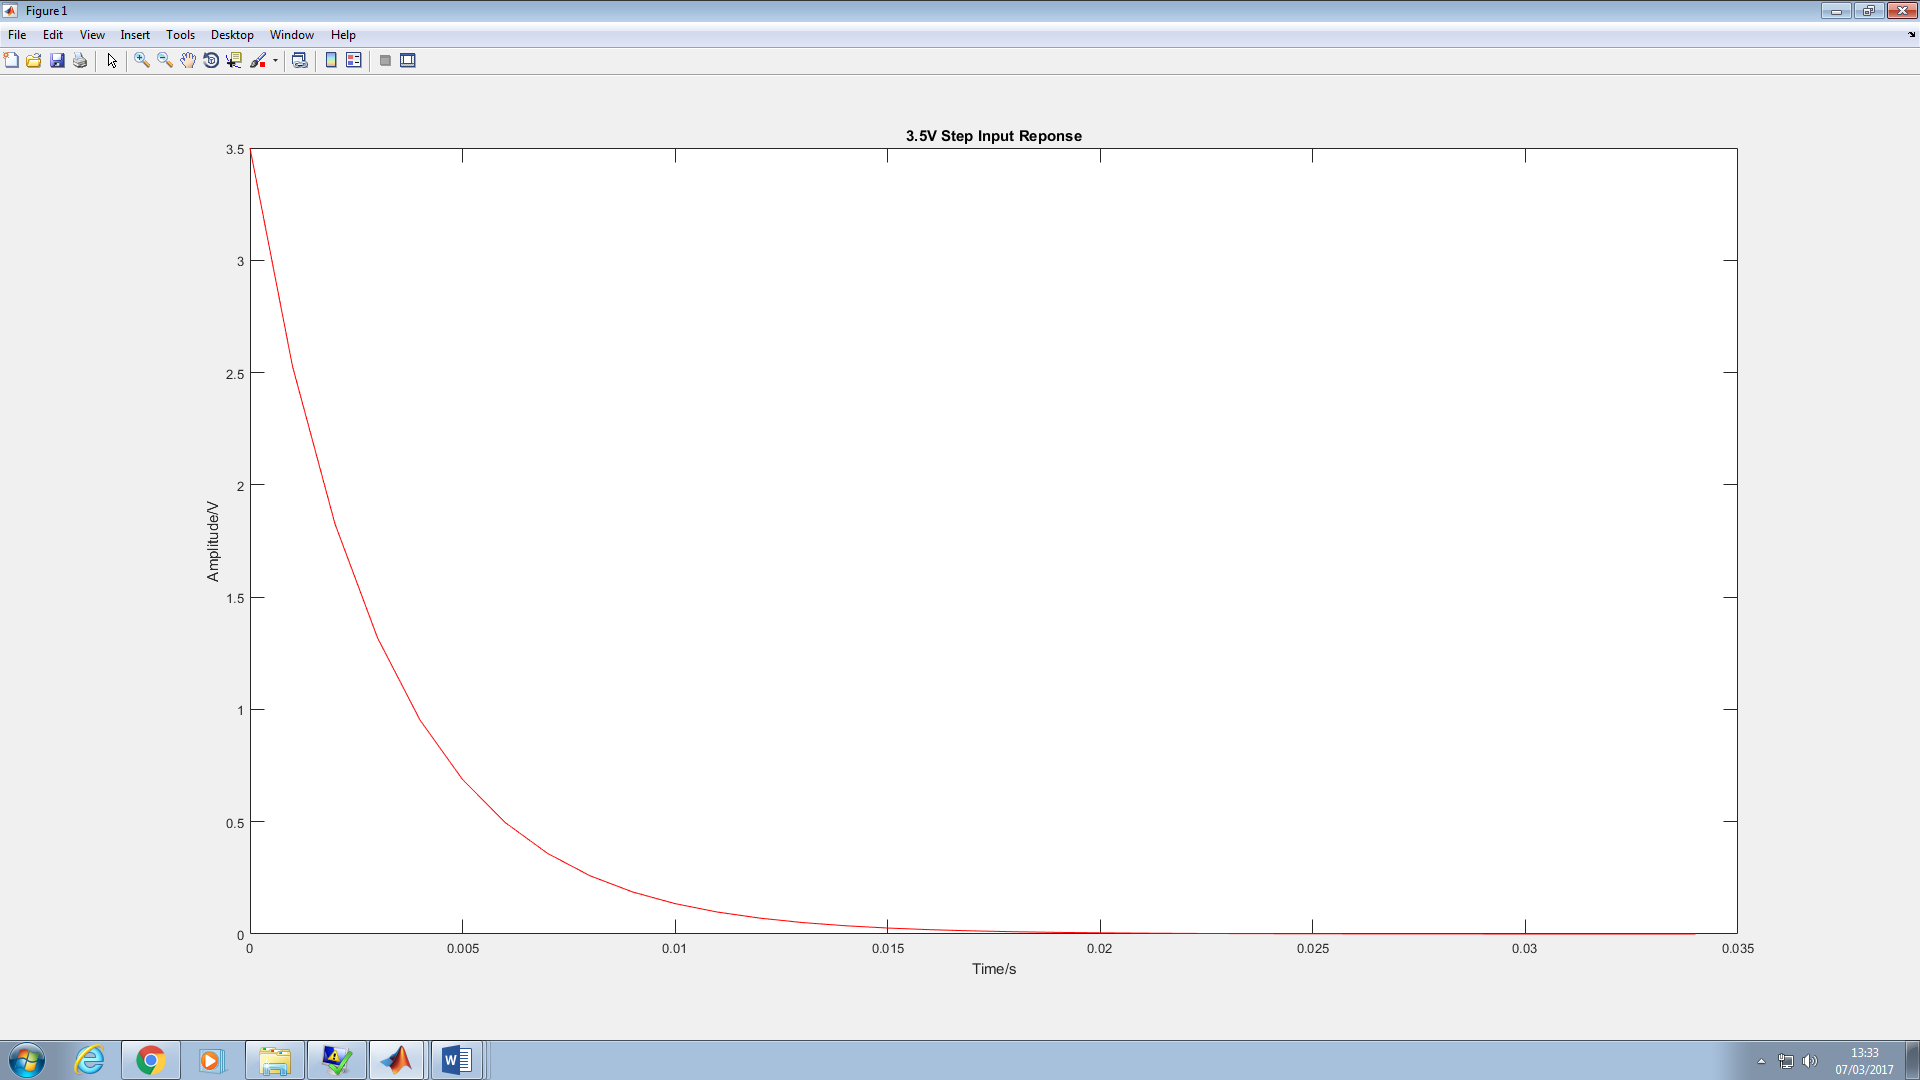 Figure 1
File Edit View Insert Tools Desktop Window Help
3.5V Step Input Reponse
3.5
3
2.5
2
1.5
1
0.5
0
Amplitude/V
0 0.005 0.01 0.015 0.02 0.025 0.03 0.035
Time/s
W
13:33
07/03/2017